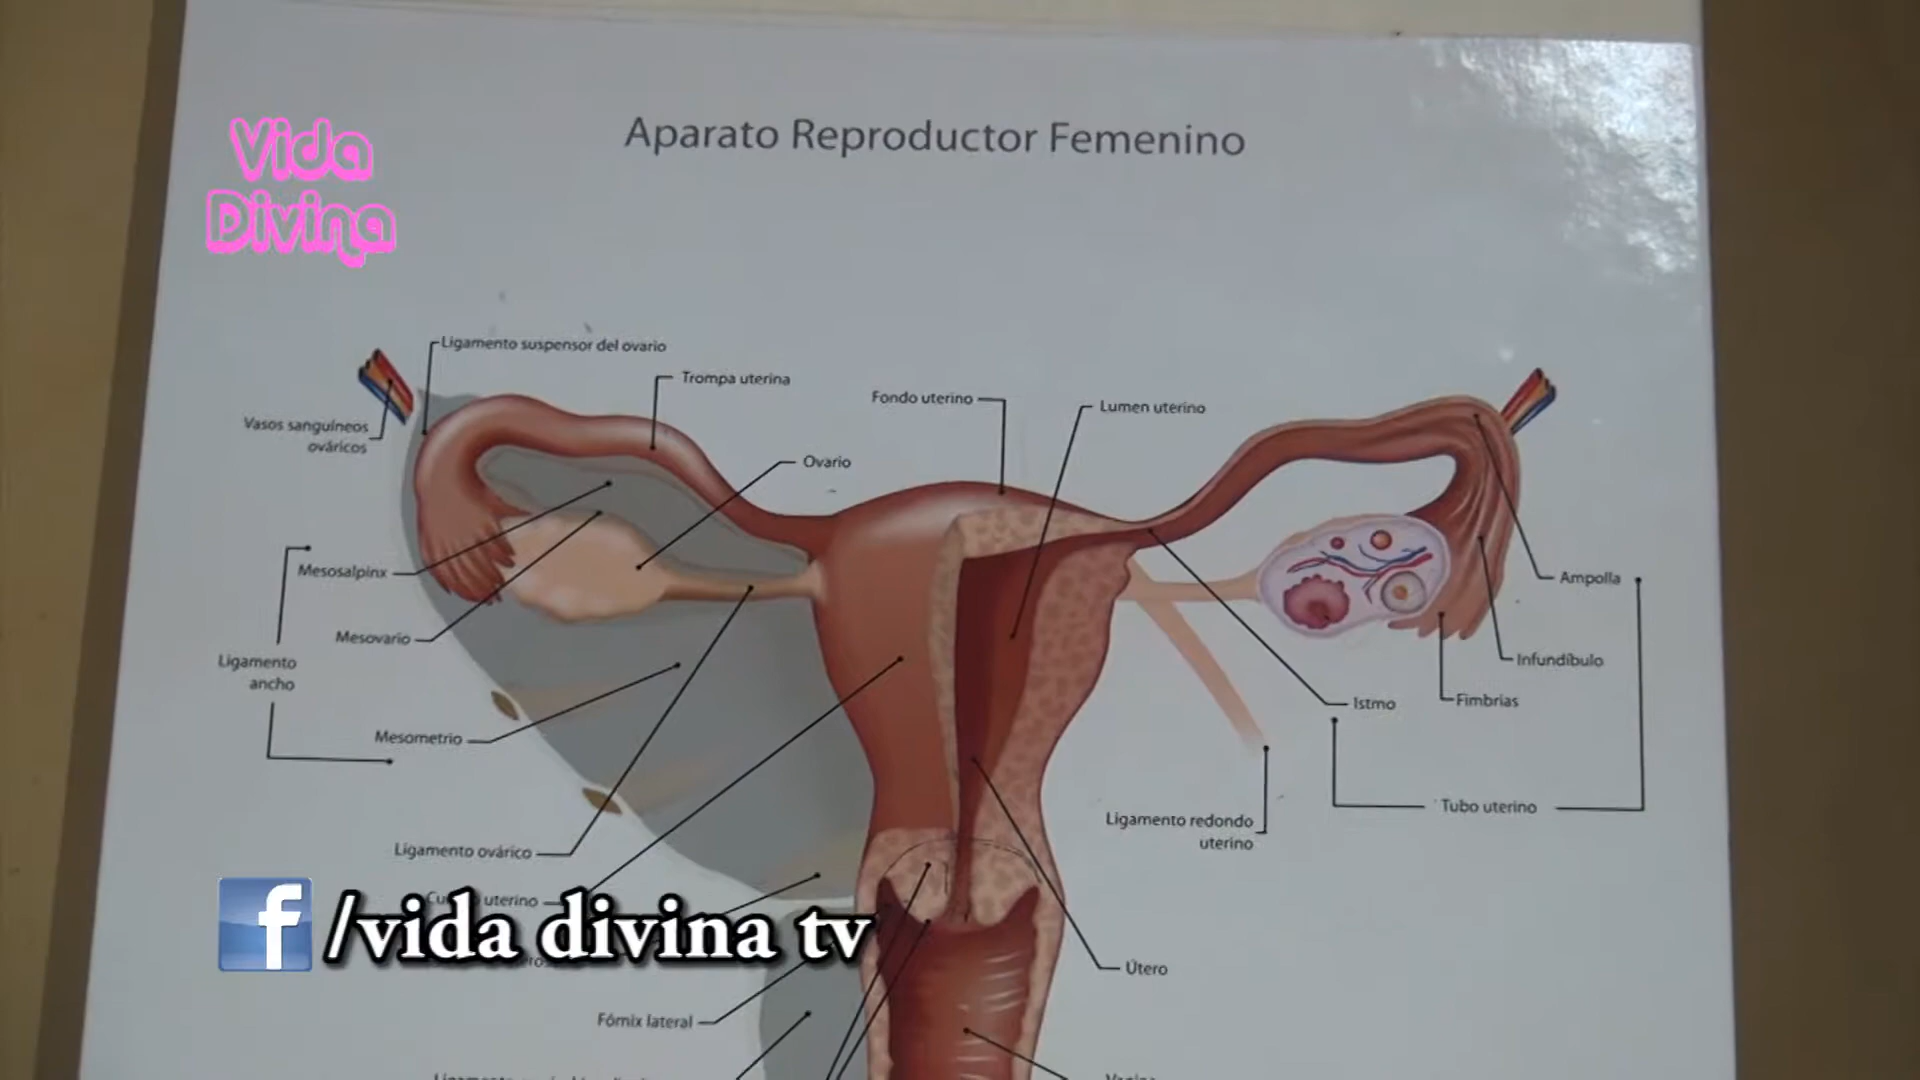 Aparato Reproductor Femenino
Vida
Divina
Ligamento suspensor del ovario
Trompa uterina
Fondo uterino
Lumen uterino
Vasos sanguíneos
ováricos
Ovario
Mesosalpinx
Ampolla
Mesovario
Ligamento
ancho
Infundíbulo
Fimbrias
Istmo
Mesometrio
Tubo uterino
Ligamento redondo
uterino
Ligamento ovárico
uterino
/vida divina tv
Útero
Fórnix lateral